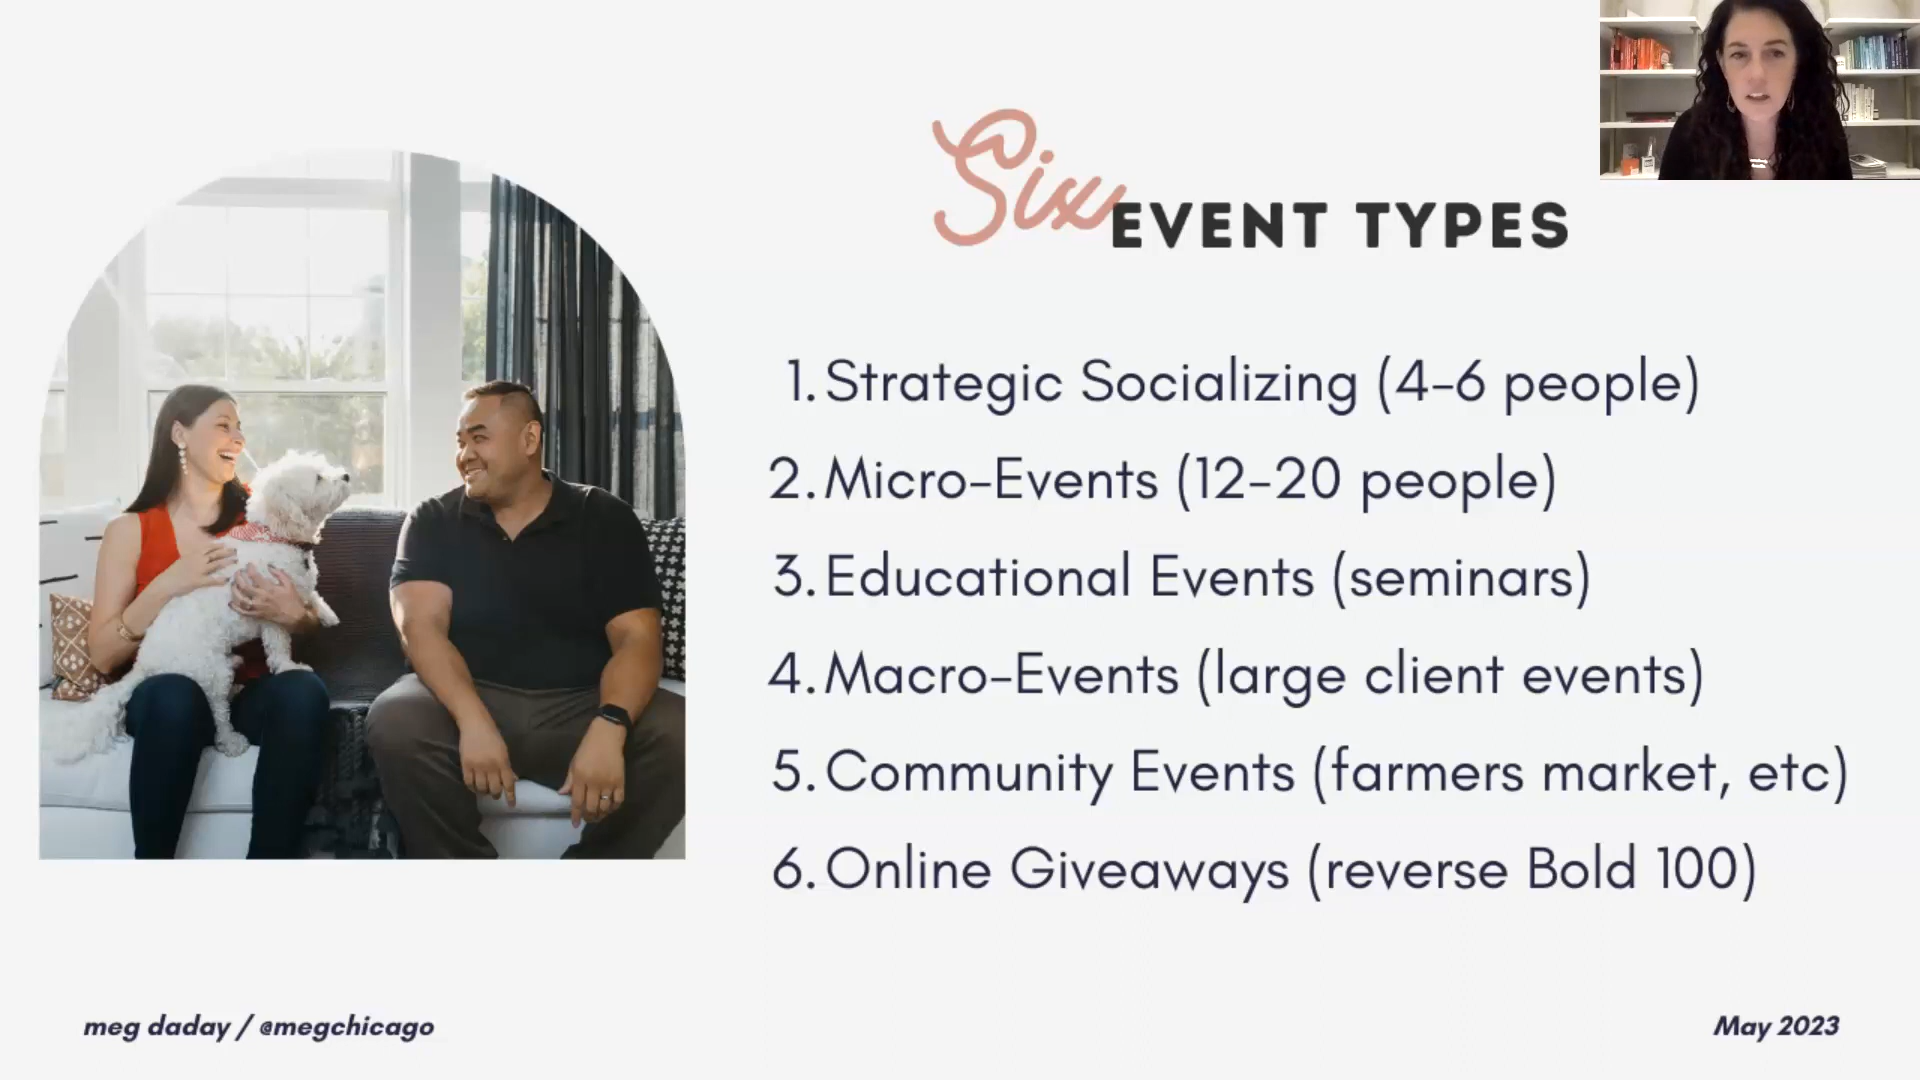 Six EVENT TYPES
1. Strategic Socializing (4-6 people)
2. Micro-Events (12-20 people)
3. Educational Events (seminars)
4. Macro-Events (large client events)
5. Community Events (farmers market, etc)
6. Online Giveaways (reverse Bold 100)
meg daday / @megchicago
May 2023